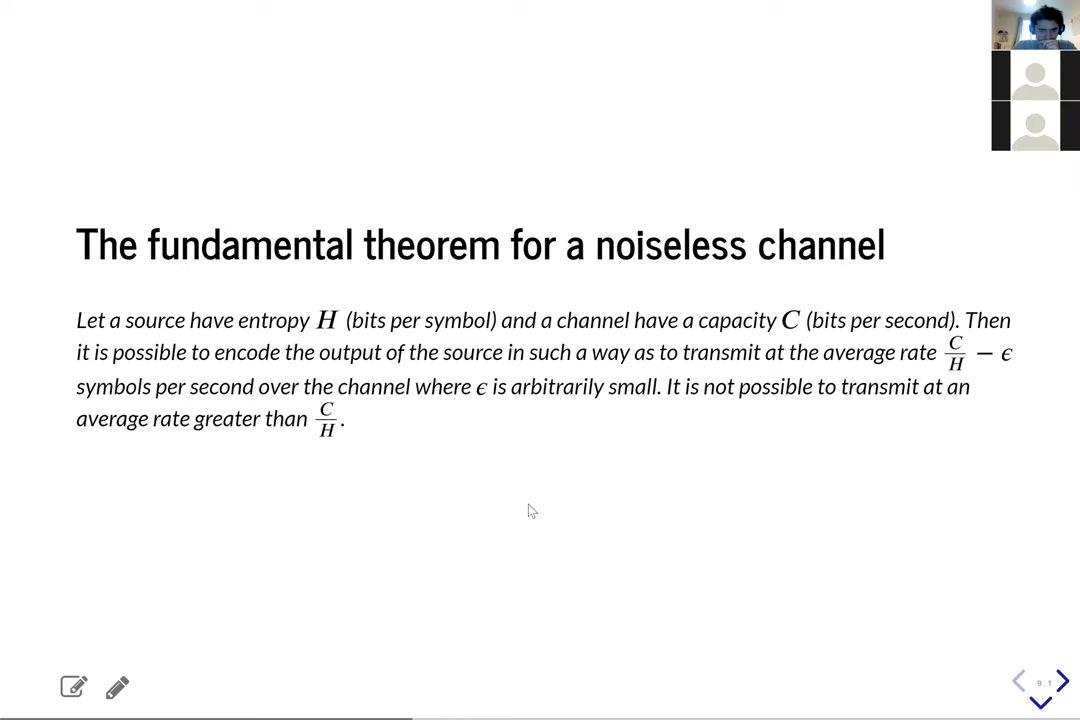 The fundamental theorem for a noiseless channel
Let a source have entropy H (bits per symbol) and a channel have a capacity C (bits per second). Then
it is possible to encode the output of the source in such a way as to transmit at the average rate C/H − ϵ
symbols per second over the channel where ϵ is arbitrarily small. It is not possible to transmit at an
average rate greater than C/H.
9.1